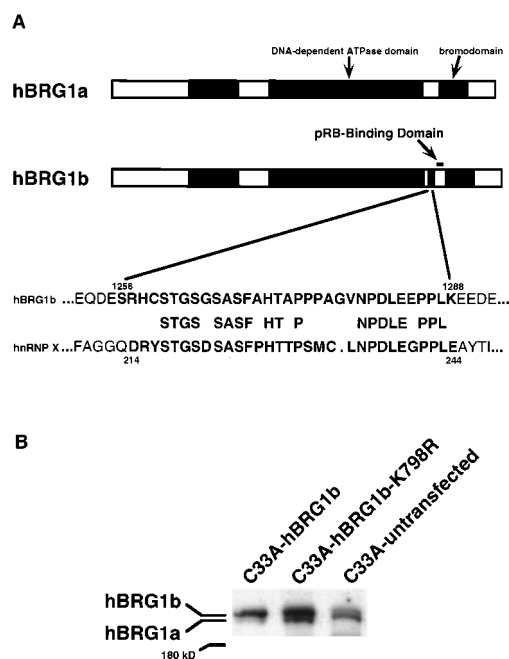 A
DNA-dependent ATPase domain
bromodomain
hBRG1a
pRB-Binding Domain
hBRG1b
1256
1288
hBRG1b ...EQDESRHCSTGSGSASFAHTAPPPAGVNPDLEEPPLKEEDE...
STGS SASF HT P NPDLE PPL
hnRNP X ...FAGGQDRYSTGSDSASFPHTTPSMC.LNPDLEGPPLEAYTI...
214
244
B
C33A-hBRG1b
C33A-hBRG1b-K798R
C33A-untransfected
hBRG1b
hBRG1a
180 kD